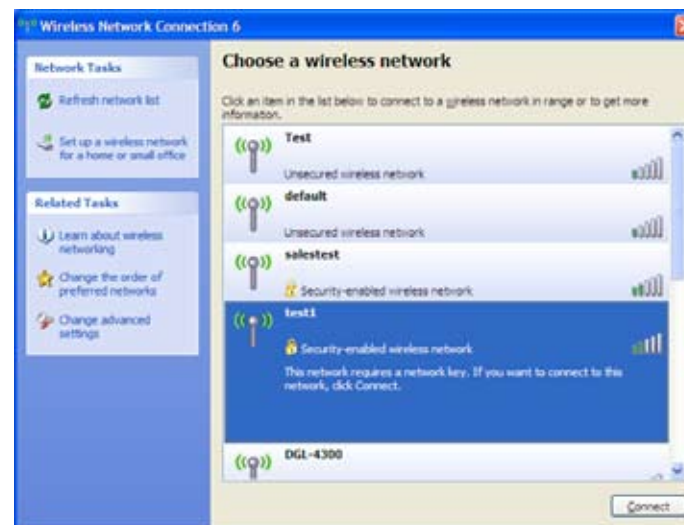 Wireless Network Connection 6
Network Tasks
Refresh network list
Set up a wireless network
for a home or small office
Related Tasks
Learn about wireless
networking
Change the order of
preferred networks
Change advanced
settings
Choose a wireless network
Click an item in the list below to connect to a wireless network in range or to get more
information.
Test
Unsecured wireless network
default
Unsecured wireless network
salestest
Security-enabled wireless network
test1
Security-enabled wireless network
This network requires a network key. If you want to connect to this
network, click Connect.
DGL-4300
Connect